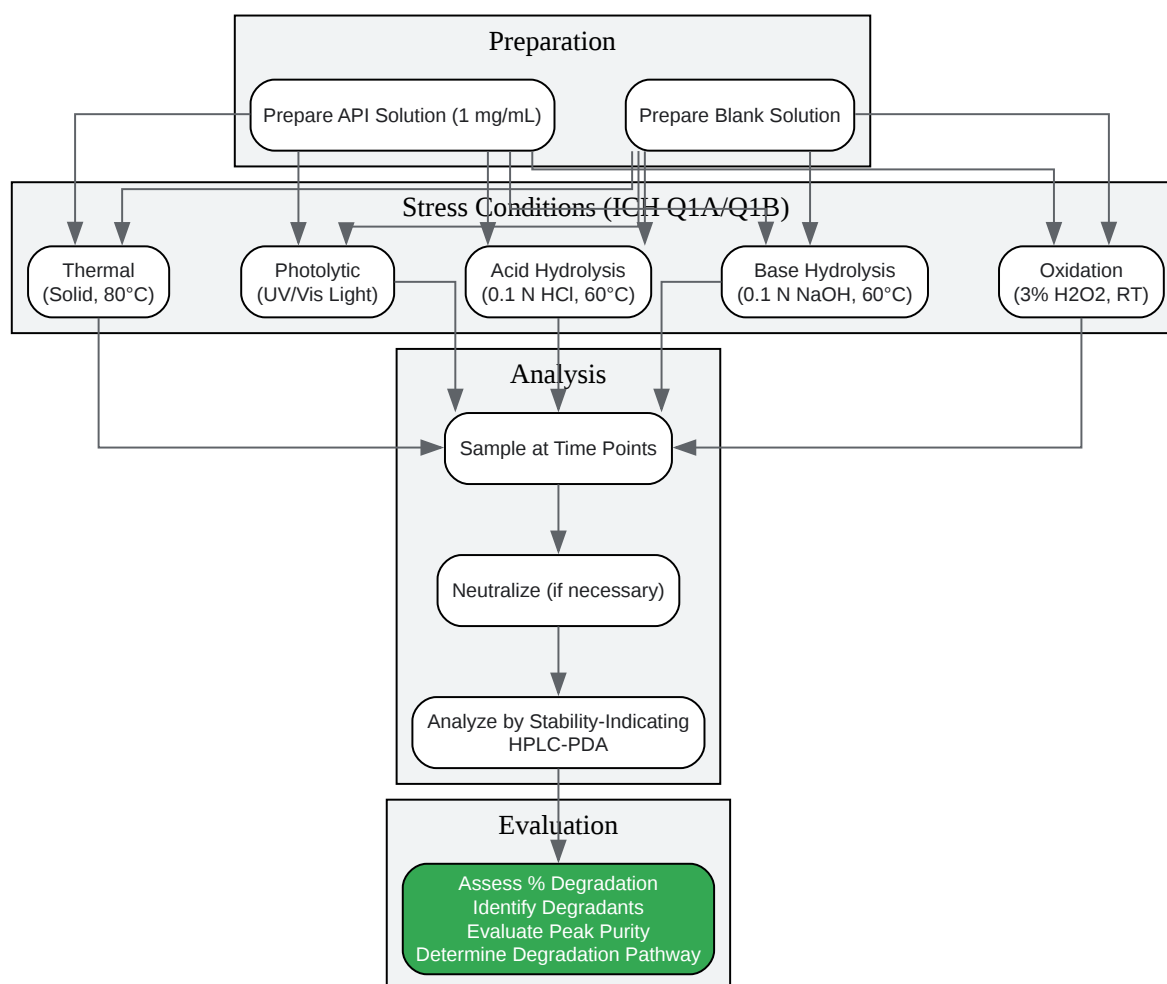 Preparation
Prepare API Solution (1 mg/mL)
Prepare Blank Solution
Stress Conditions (ICH Q1A/Q1B)
Thermal
(Solid, 80°C)
Photolytic
(UV/Vis Light)
Acid Hydrolysis
(0.1 N HCl, 60°C)
Base Hydrolysis
(0.1 N NaOH, 60°C)
Oxidation
(3% H2O2, RT)
Analysis
Sample at Time Points
Neutralize (if necessary)
Analyze by Stability-Indicating
HPLC-PDA
Evaluation
Assess % Degradation
Identify Degradants
Evaluate Peak Purity
Determine Degradation Pathway